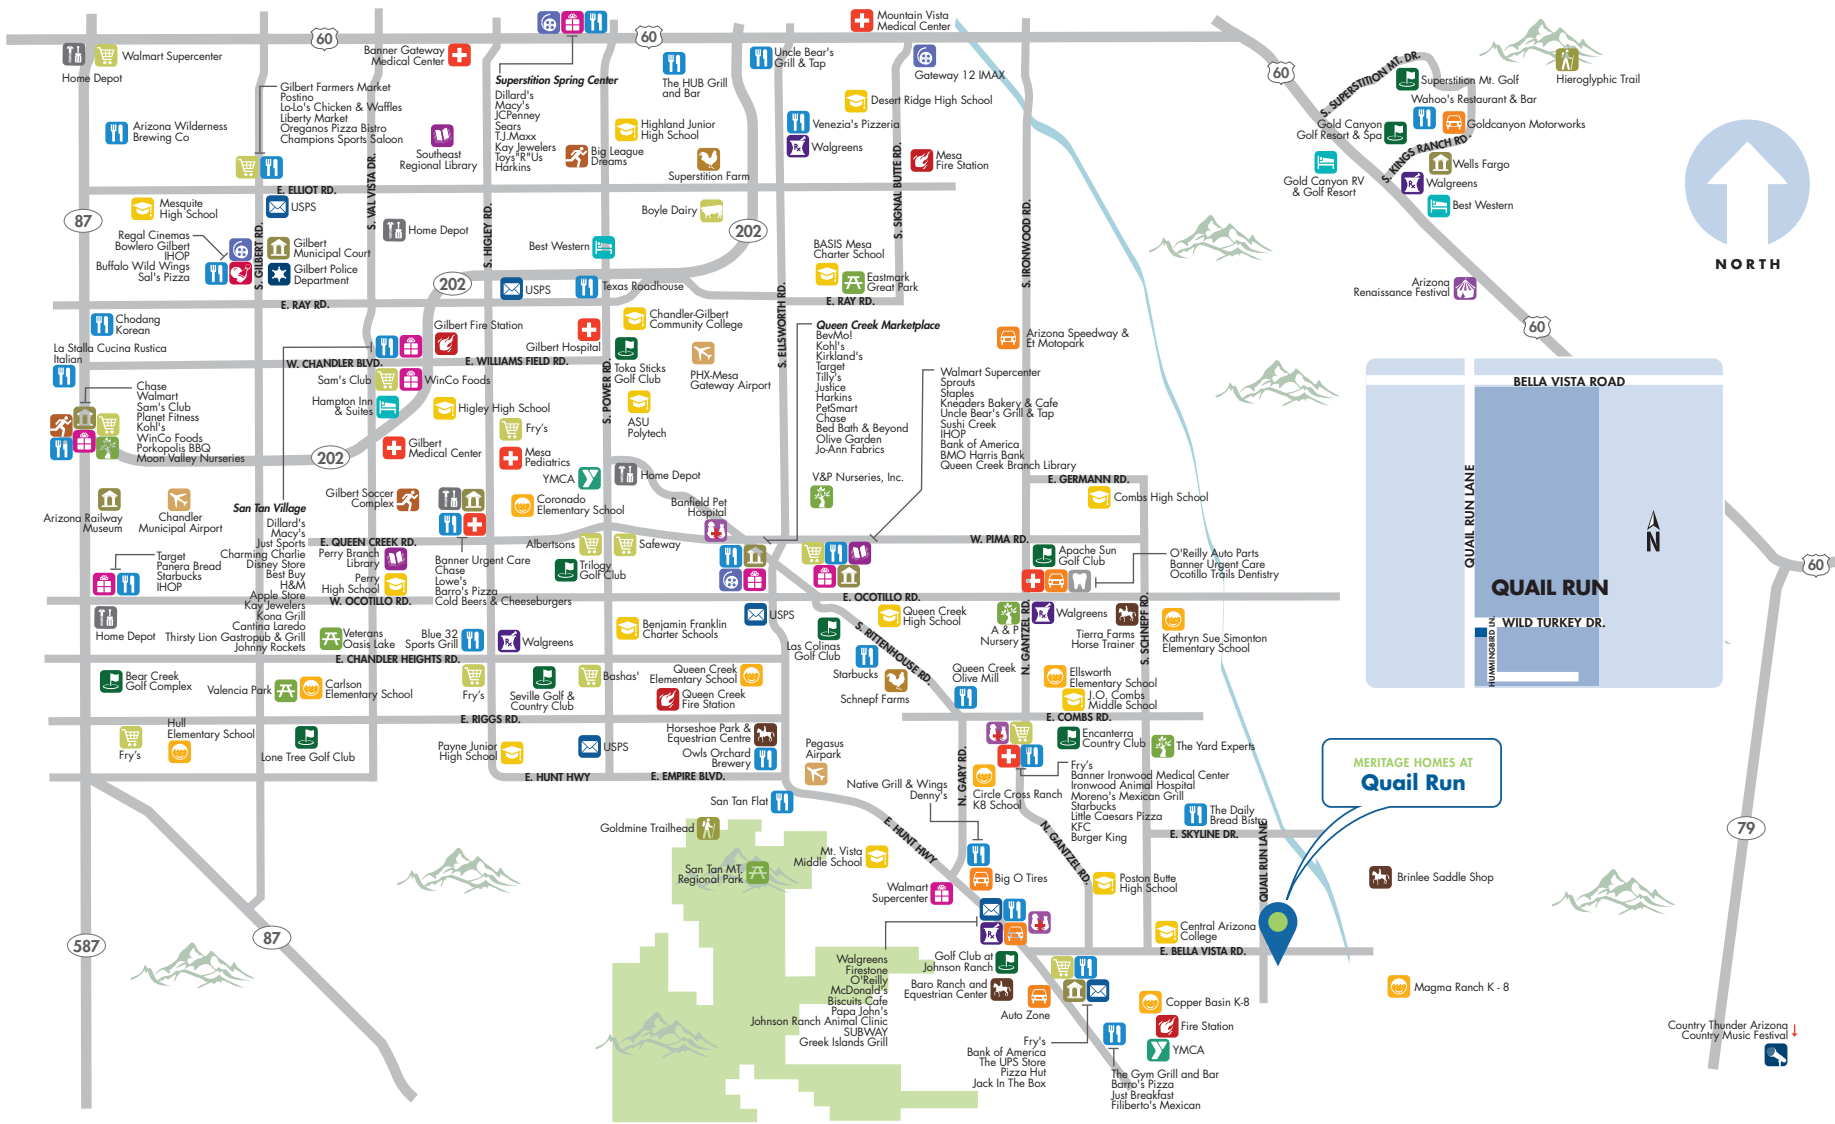 60
60
60
60
60
87
202
202
202
587
87
79
Home Depot
Walmart Supercenter
Banner Gateway
Medical Center
Superstition Spring Center
Dillard's
Macy's
JCPenney
Sears
T.J.Maxx
Kay Jewelers
Toys"R"Us
Harkins
The HUB Grill
and Bar
Uncle Bear's
Grill & Tap
Mountain Vista
Medical Center
Gateway 12 IMAX
Desert Ridge High School
Venezia's Pizzeria
Walgreens
Mesa
Fire Station
Highland Junior
High School
Big League
Dreams
Superstition Farm
Boyle Dairy
Gilbert Farmers Market
Postino
Lo-Lo's Chicken & Waffles
Liberty Market
Oreganos Pizza Bistro
Champions Sports Saloon
Arizona Wilderness
Brewing Co
Southeast
Regional Library
S. SUPERSTITION MT. DR.
Superstition Mt. Golf
Hieroglyphic Trail
Wahoo's Restaurant & Bar
Gold Canyon
Golf Resort & Spa
Goldcanyon Motorworks
S. KINGS RANCH RD.
Wells Fargo
Gold Canyon RV
& Golf Resort
Walgreens
Best Western
NORTH
E. ELLIOT RD.
S. VAL VISTA DR.
S. GILBERT RD.
S. HIGLEY RD.
S. POWER RD.
S. ELLSWORTH RD.
S. SIGNAL BUTTE RD.
S. IRONWOOD RD.
Mesquite
High School
USPS
Regal Cinemas
Bowlero Gilbert
IHOP
Buffalo Wild Wings
Sal's Pizza
Gilbert
Municipal Court
Gilbert Police
Department
Home Depot
Best Western
USPS
Texas Roadhouse
BASIS Mesa
Charter School
Eastmark
Great Park
E. RAY RD.
E. RAY RD.
Arizona
Renaissance Festival
Chodang
Korean
La Stalla Cucina Rustica
Italian
Gilbert Fire Station
Gilbert Hospital
Chandler-Gilbert
Community College
W. CHANDLER BLVD.
E. WILLIAMS FIELD RD.
Toka Sticks
Golf Club
PHX-Mesa
Gateway Airport
Queen Creek Marketplace
BevMo!
Kohl's
Kirkland's
Target
Tilly's
Justice
Harkins
PetSmart
Chase
Bed Bath & Beyond
Olive Garden
Jo-Ann Fabrics
Arizona Speedway &
Et Motopark
Walmart Supercenter
Sprouts
Staples
Kneaders Bakery & Cafe
Uncle Bear's Grill & Tap
Sushi Creek
IHOP
Bank of America
BMO Harris Bank
Queen Creek Branch Library
Chase
Walmart
Sam's Club
Planet Fitness
Kohl's
WinCo Foods
Porkopolis BBQ
Moon Valley Nurseries
Sam's Club
WinCo Foods
Hampton Inn
& Suites
Higley High School
Fry's
ASU
Polytech
Gilbert
Medical Center
Mesa
Pediatrics
YMCA
Home Depot
V&P Nurseries, Inc.
E. GERMANN RD.
Combs High School
Arizona Railway
Museum
Chandler
Municipal Airport
San Tan Village
Dillard's
Macy's
Just Sports
Charming Charlie
Disney Store
Best Buy
H&M
Apple Store
Kay Jewelers
Kona Grill
Cantina Laredo
Thirsty Lion Gastropub & Grill
Johnny Rockets
Gilbert Soccer
Complex
Coronado
Elementary School
Banfield Pet
Hospital
E. QUEEN CREEK RD.
W. PIMA RD.
Target
Panera Bread
Starbucks
IHOP
Perry Branch
Library
Perry
High School
Banner Urgent Care
Chase
Lowe's
Barro's Pizza
Cold Beers & Cheeseburgers
Albertsons
Safeway
Trilogy
Golf Club
Apache Sun
Golf Club
O'Reilly Auto Parts
Banner Urgent Care
Ocotillo Trails Dentistry
W. OCOTILLO RD.
E. OCOTILLO RD.
Home Depot
Veterans
Oasis Lake
Blue 32
Sports Grill
Walgreens
Benjamin Franklin
Charter Schools
USPS
Las Colinas
Golf Club
Queen Creek
High School
S. RITTENHOUSE RD.
A & P
Nursery
N. GANTZEL RD.
Walgreens
Tierra Farms
Horse Trainer
S. SCHNEPF RD.
Kathryn Sue Simonton
Elementary School
E. CHANDLER HEIGHTS RD.
Bear Creek
Golf Complex
Valencia Park
Carlson
Elementary School
Fry's
Seville Golf &
Country Club
Bashas'
Queen Creek
Elementary School
Queen Creek
Fire Station
Starbucks
Schnepf Farms
Queen Creek
Olive Mill
Ellsworth
Elementary School
J.O. Combs
Middle School
E. RIGGS RD.
E. COMBS RD.
Fry's
Hull
Elementary School
Lone Tree Golf Club
Payne Junior
High School
USPS
Horseshoe Park &
Equestrian Centre
Owls Orchard
Brewery
Pegasus
Airpark
Encanterra
Country Club
The Yard Experts
E. HUNT HWY
E. EMPIRE BLVD.
Native Grill & Wings
Denny's
N. GARY RD.
Circle Cross Ranch
K8 School
Fry's
Banner Ironwood Medical Center
Ironwood Animal Hospital
Moreno's Mexican Grill
Starbucks
Little Caesars Pizza
KFC
Burger King
The Daily
Bread Bistro
E. SKYLINE DR.
QUAIL RUN LANE
San Tan Flat
Goldmine Trailhead
E. HUNT HWY
N. GANTZEL RD.
San Tan MT.
Regional Park
Mt. Vista
Middle School
Walmart
Supercenter
Big O Tires
Poston Butte
High School
Central Arizona
College
E. BELLA VISTA RD.
Walgreens
Firestone
O'Reilly
McDonald's
Biscuits Cafe
Papa John's
Johnson Ranch Animal Clinic
SUBWAY
Greek Islands Grill
Golf Club at
Johnson Ranch
Baro Ranch and
Equestrian Center
Auto Zone
Copper Basin K-8
Fire Station
YMCA
Fry's
Bank of America
The UPS Store
Pizza Hut
Jack In The Box
The Gym Grill and Bar
Barro's Pizza
Just Breakfast
Filiberto's Mexican
MERITAGE HOMES AT
Quail Run
BELLA VISTA ROAD
QUAIL RUN LANE
N
QUAIL RUN
WILD TURKEY DR.
HUMMINGBIRD LN.
Brinlee Saddle Shop
Magma Ranch K - 8
Country Thunder Arizona
Country Music Festival